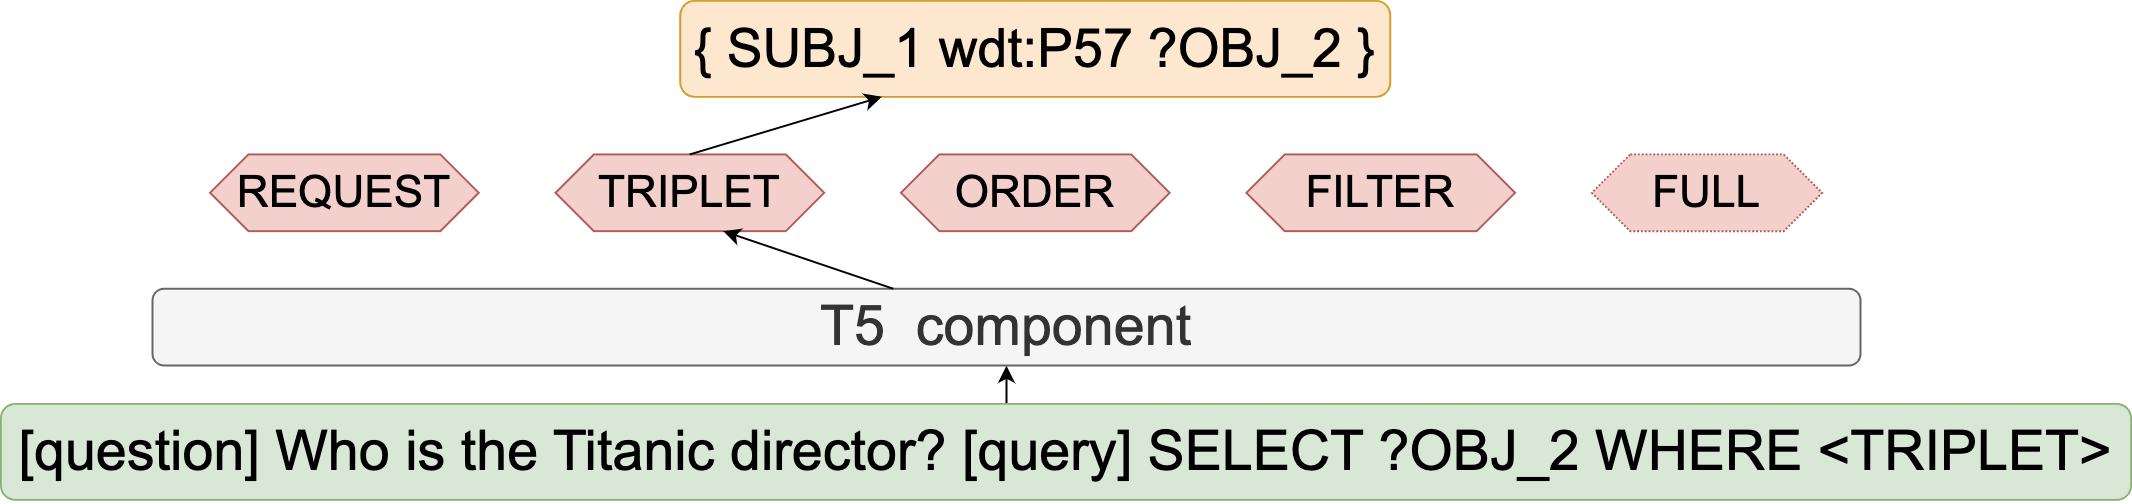 { SUBJ_1 wdt:P57 ?OBJ_2 }
REQUEST
TRIPLET
ORDER
FILTER
FULL
T5 component
[question] Who is the Titanic director? [query] SELECT ?OBJ_2 WHERE <TRIPLET>